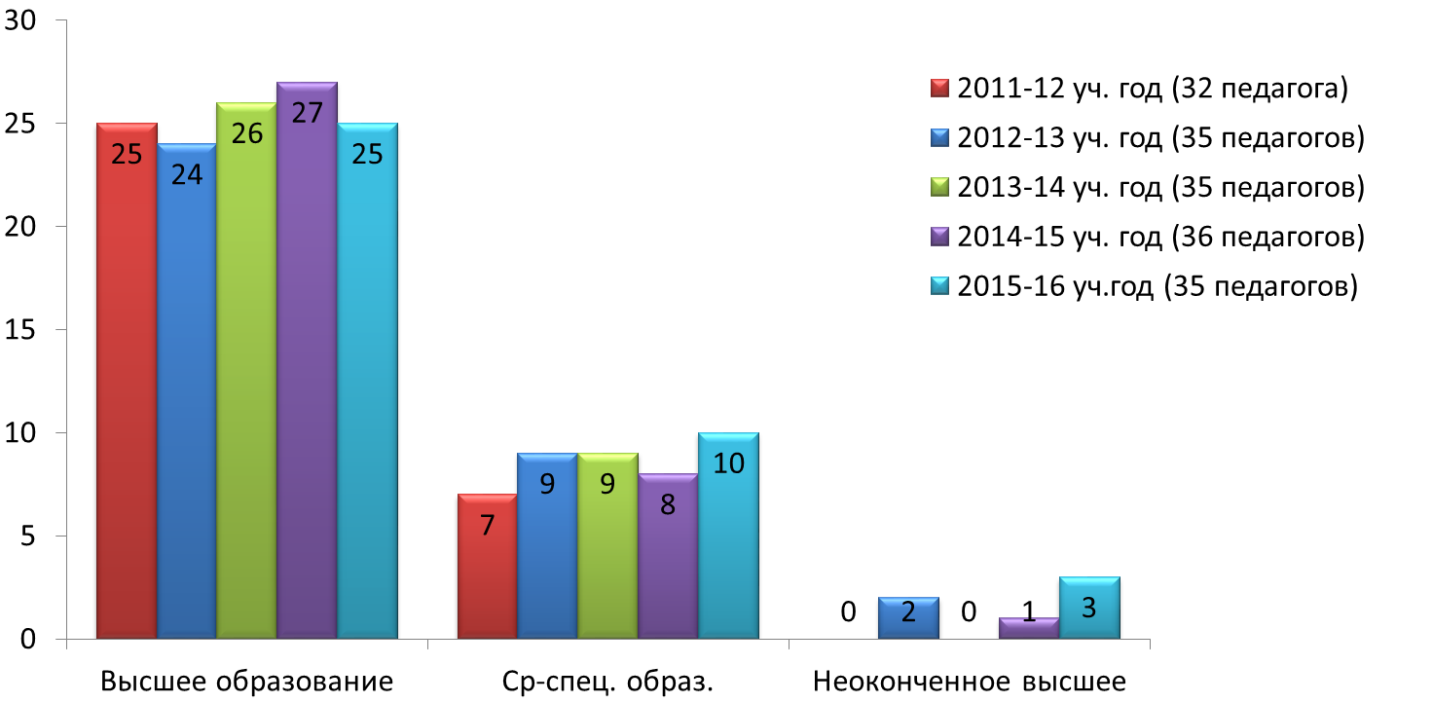 30
25
20
15
10
5
0
25
24
26
27
25
7
9
9
8
10
0
2
0
1
3
Высшее образование
Ср-спец. образ.
Неоконченное высшее
2011-12 уч. год (32 педагога)
2012-13 уч. год (35 педагогов)
2013-14 уч. год (35 педагогов)
2014-15 уч. год (36 педагогов)
2015-16 уч.год (35 педагогов)